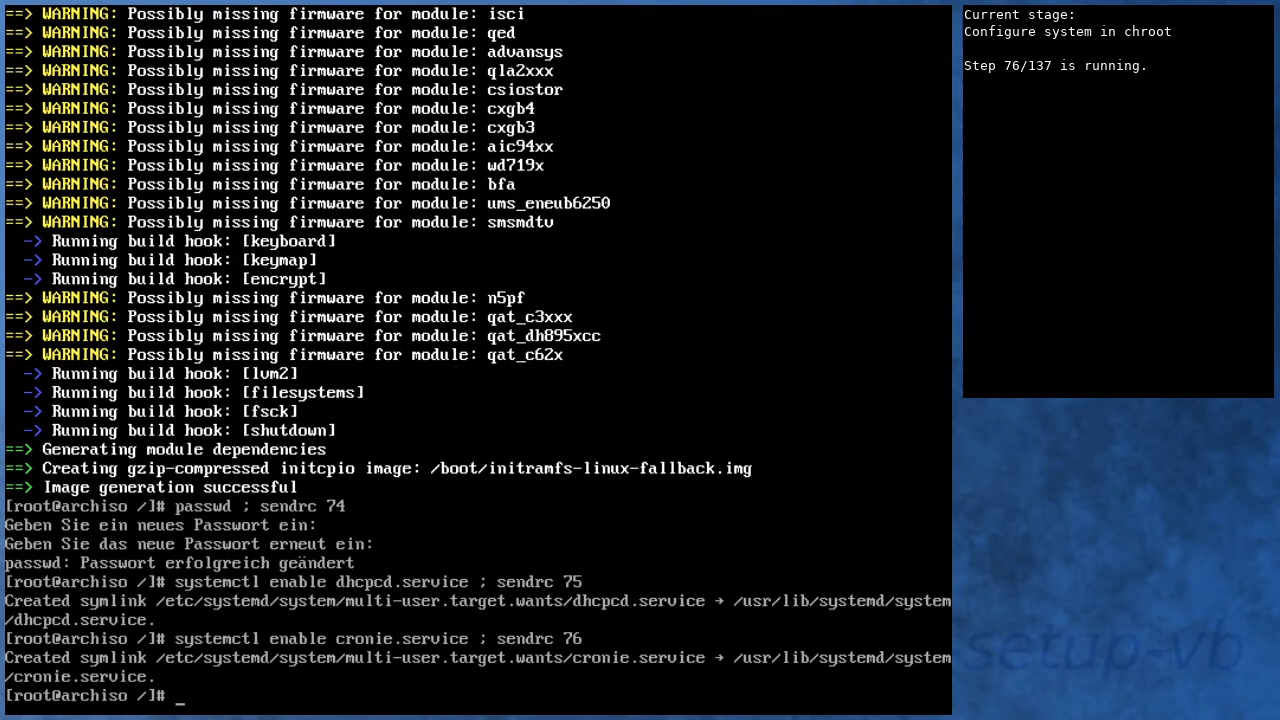 ==> WARNING: Possibly missing firmware for module: isci
==> WARNING: Possibly missing firmware for module: qed
==> WARNING: Possibly missing firmware for module: advansys
==> WARNING: Possibly missing firmware for module: qla2xxx
==> WARNING: Possibly missing firmware for module: csiostor
==> WARNING: Possibly missing firmware for module: cxgb4
==> WARNING: Possibly missing firmware for module: cxgb3
==> WARNING: Possibly missing firmware for module: aic94xx
==> WARNING: Possibly missing firmware for module: wd719x
==> WARNING: Possibly missing firmware for module: bfa
==> WARNING: Possibly missing firmware for module: ums_eneub6250
==> WARNING: Possibly missing firmware for module: smsmdtv
-> Running build hook: [keyboard]
-> Running build hook: [keymap]
-> Running build hook: [encrypt]
==> WARNING: Possibly missing firmware for module: n5pf
==> WARNING: Possibly missing firmware for module: qat_c3xxx
==> WARNING: Possibly missing firmware for module: qat_dh895xcc
==> WARNING: Possibly missing firmware for module: qat_c62x
-> Running build hook: [lvm2]
-> Running build hook: [filesystems]
-> Running build hook: [fsck]
-> Running build hook: [shutdown]
==> Generating module dependencies
==> Creating gzip-compressed initcpio image: /boot/initramfs-linux-fallback.img
==> Image generation successful
[root@archiso /]# passwd ; sendrc 74
Geben Sie ein neues Passwort ein:
Geben Sie das neue Passwort erneut ein:
passwd: Passwort erfolgreich geändert
[root@archiso /]# systemctl enable dhcpcd.service ; sendrc 75
Created symlink /etc/systemd/system/multi-user.target.wants/dhcpcd.service → /usr/lib/systemd/system
/dhcpcd.service.
[root@archiso /]# systemctl enable cronie.service ; sendrc 76
Created symlink /etc/systemd/system/multi-user.target.wants/cronie.service → /usr/lib/systemd/system
/cronie.service.
[root@archiso /]# _
Current stage:
Configure system in chroot
Step 76/137 is running.
setup-vb